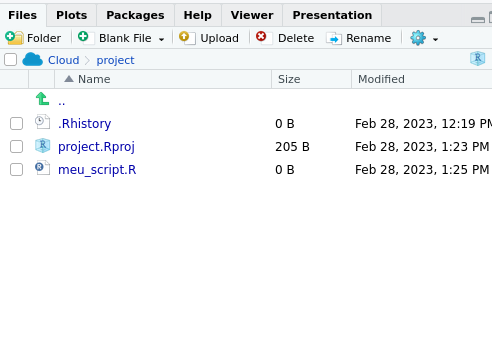 Files Plots Packages Help Viewer Presentation
Folder Blank File Upload Delete Rename
Cloud project
Name Size Modified
..
.Rhistory 0 B Feb 28, 2023, 12:19 PM
project.Rproj 205 B Feb 28, 2023, 1:23 PM
meu_script.R 0 B Feb 28, 2023, 1:25 PM